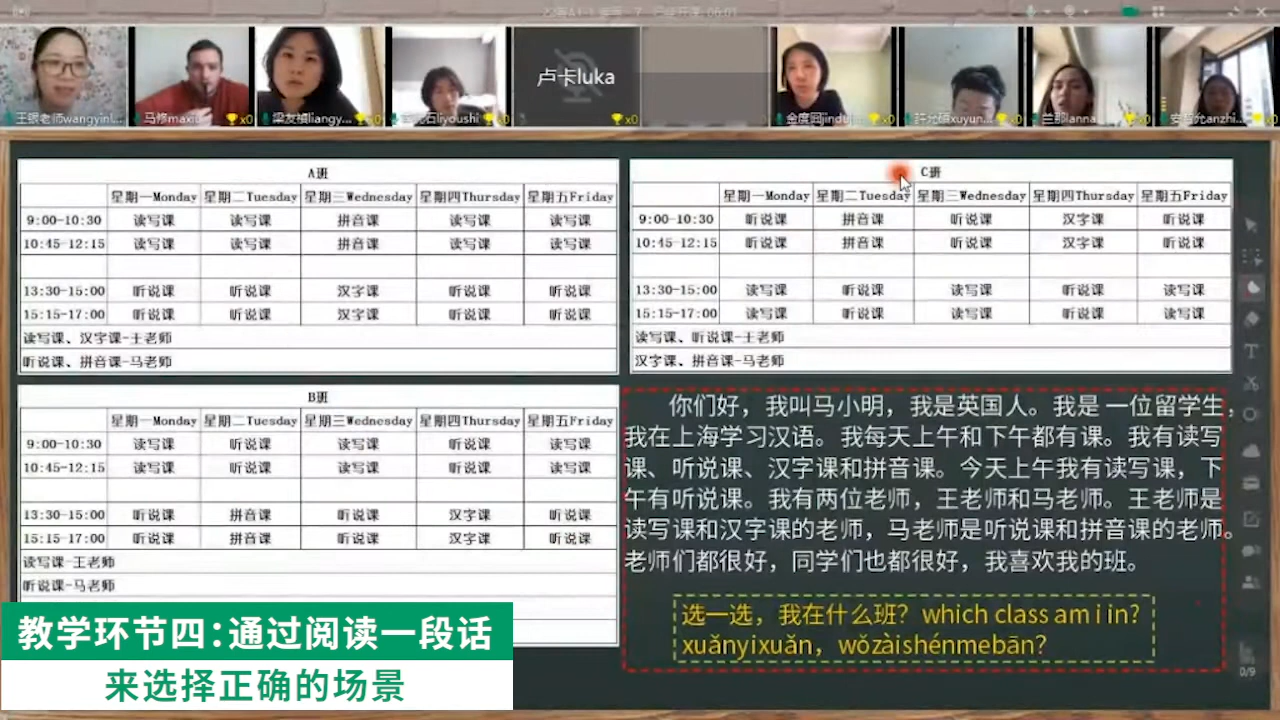 王银老师wangyinl...
马修maxiu
x0
梁友禎liangy...
x0
liyoushi
x0
卢卡luka
x0
x0
许允硕xuyun...
x0
兰那lanna
x0
anzhi...
x0
A班
星期一Monday 星期二Tuesday 星期三Wednesday 星期四Thursday 星期五Friday
9:00-10:30 读写课 读写课 拼音课 读写课 读写课
10:45-12:15 读写课 读写课 拼音课 读写课 读写课
13:30-15:00 听说课 听说课 汉字课 听说课 听说课
15:15-17:00 听说课 听说课 汉字课 听说课 听说课
读写课、汉字课-王老师
听说课、拼音课-马老师
C班
星期一Monday 星期二Tuesday 星期三Wednesday 星期四Thursday 星期五Friday
9:00-10:30 听说课 拼音课 听说课 汉字课 听说课
10:45-12:15 听说课 拼音课 听说课 汉字课 听说课
13:30-15:00 读写课 听说课 读写课 听说课 读写课
15:15-17:00 读写课 听说课 读写课 听说课 读写课
读写课、听说课-王老师
汉字课、拼音课-马老师
B班
星期一Monday 星期二Tuesday 星期三Wednesday 星期四Thursday 星期五Friday
9:00-10:30 读写课 听说课 读写课 听说课 读写课
10:45-12:15 读写课 听说课 读写课 听说课 读写课
13:30-15:00 听说课 拼音课 听说课 汉字课 听说课
15:15-17:00 听说课 拼音课 听说课 汉字课 听说课
读写课-王老师
听说课-马老师
你们好，我叫马小明，我是英国人。我是一位留学生，
我在上海学习汉语。我每天上午和下午都有课。我有读写
课、听说课、汉字课和拼音课。今天上午我有读写课，下
午有听说课。我有两位老师，王老师和马老师。王老师是
读写课和汉字课的老师，马老师是听说课和拼音课的老师。
老师们都很好，同学们也都很好，我喜欢我的班。
选一选，我在什么班？which class am i in?
xuǎnyixuǎn，wǒzàishénmebān?
0/9
教学环节四：通过阅读一段话
来选择正确的场景